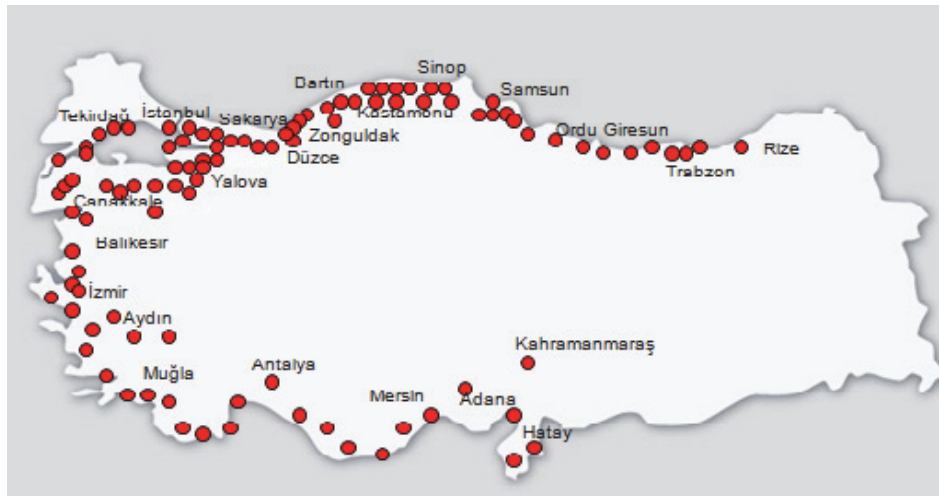 Sinop
Bartın
Samsun
Tekirdağ
İstanbul
Sakarya
Kastamonu
Zonguldak
Ordu Giresun
Düzce
Rize
Trabzon
Yalova
Çanakkale
Balıkesir
İzmir
Aydın
Kahramanmaraş
Antalya
Muğla
Mersin
Adana
Hatay